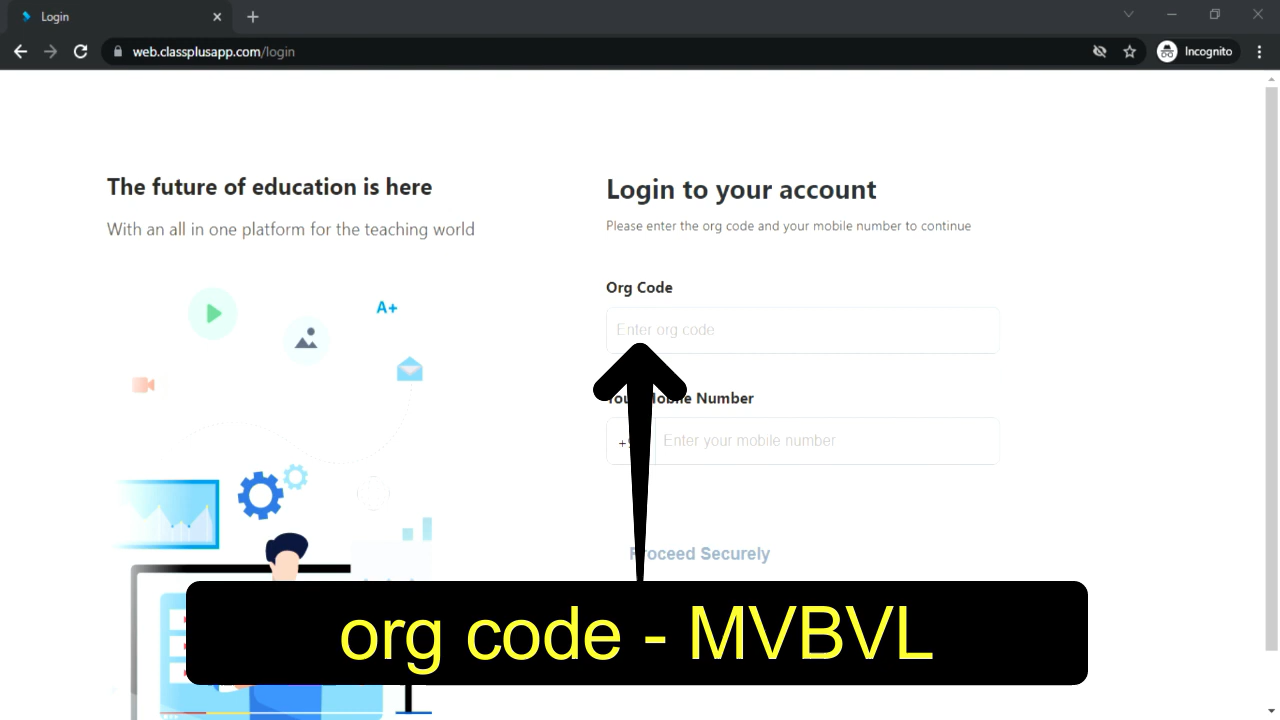 Login
web.classplusapp.com/login
Incognito
The future of education is here
With an all in one platform for the teaching world
A+
Login to your account
Please enter the org code and your mobile number to continue
Org Code
Enter org code
Mobile Number
Enter your mobile number
Proceed Securely
org code - MVBVL